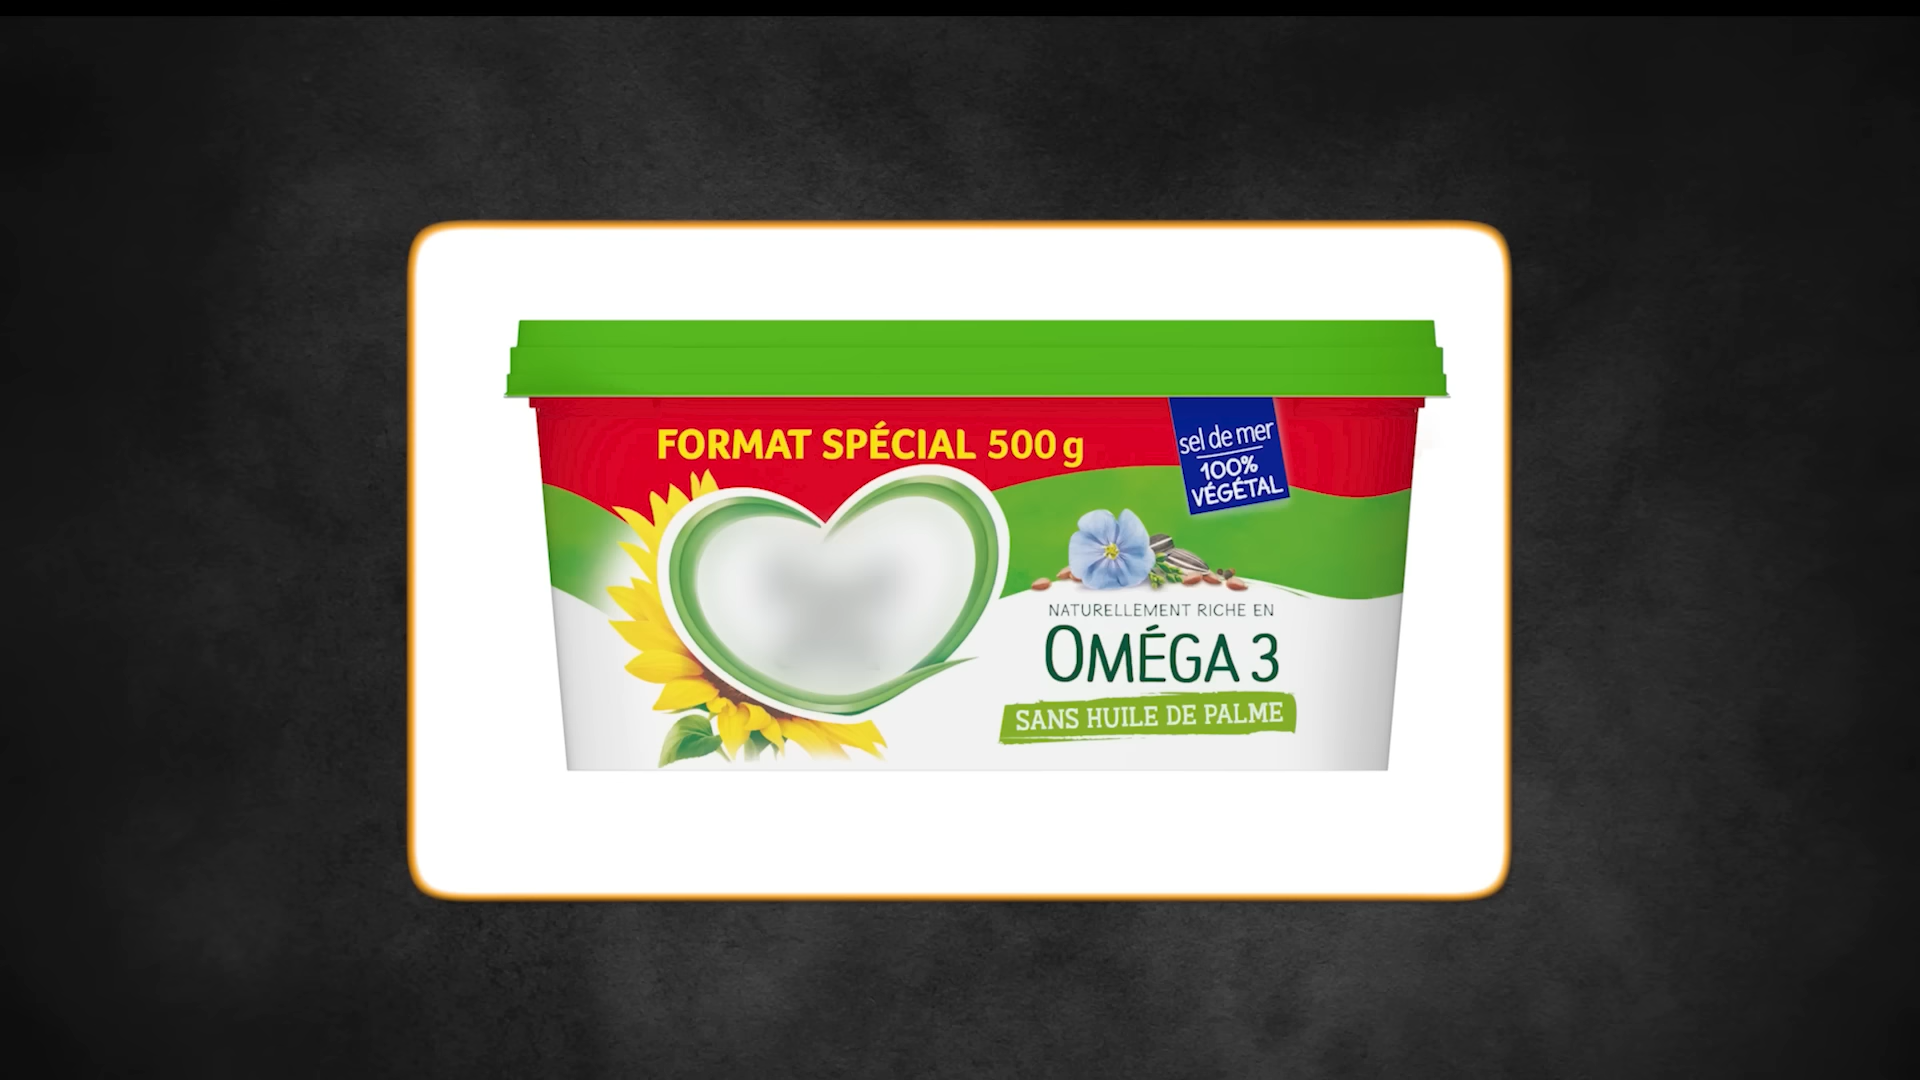 FORMAT SPÉCIAL 500 g
sel de mer
100%
VÉGÉTAL
NATURELLEMENT RICHE EN
OMÉGA 3
SANS HUILE DE PALME